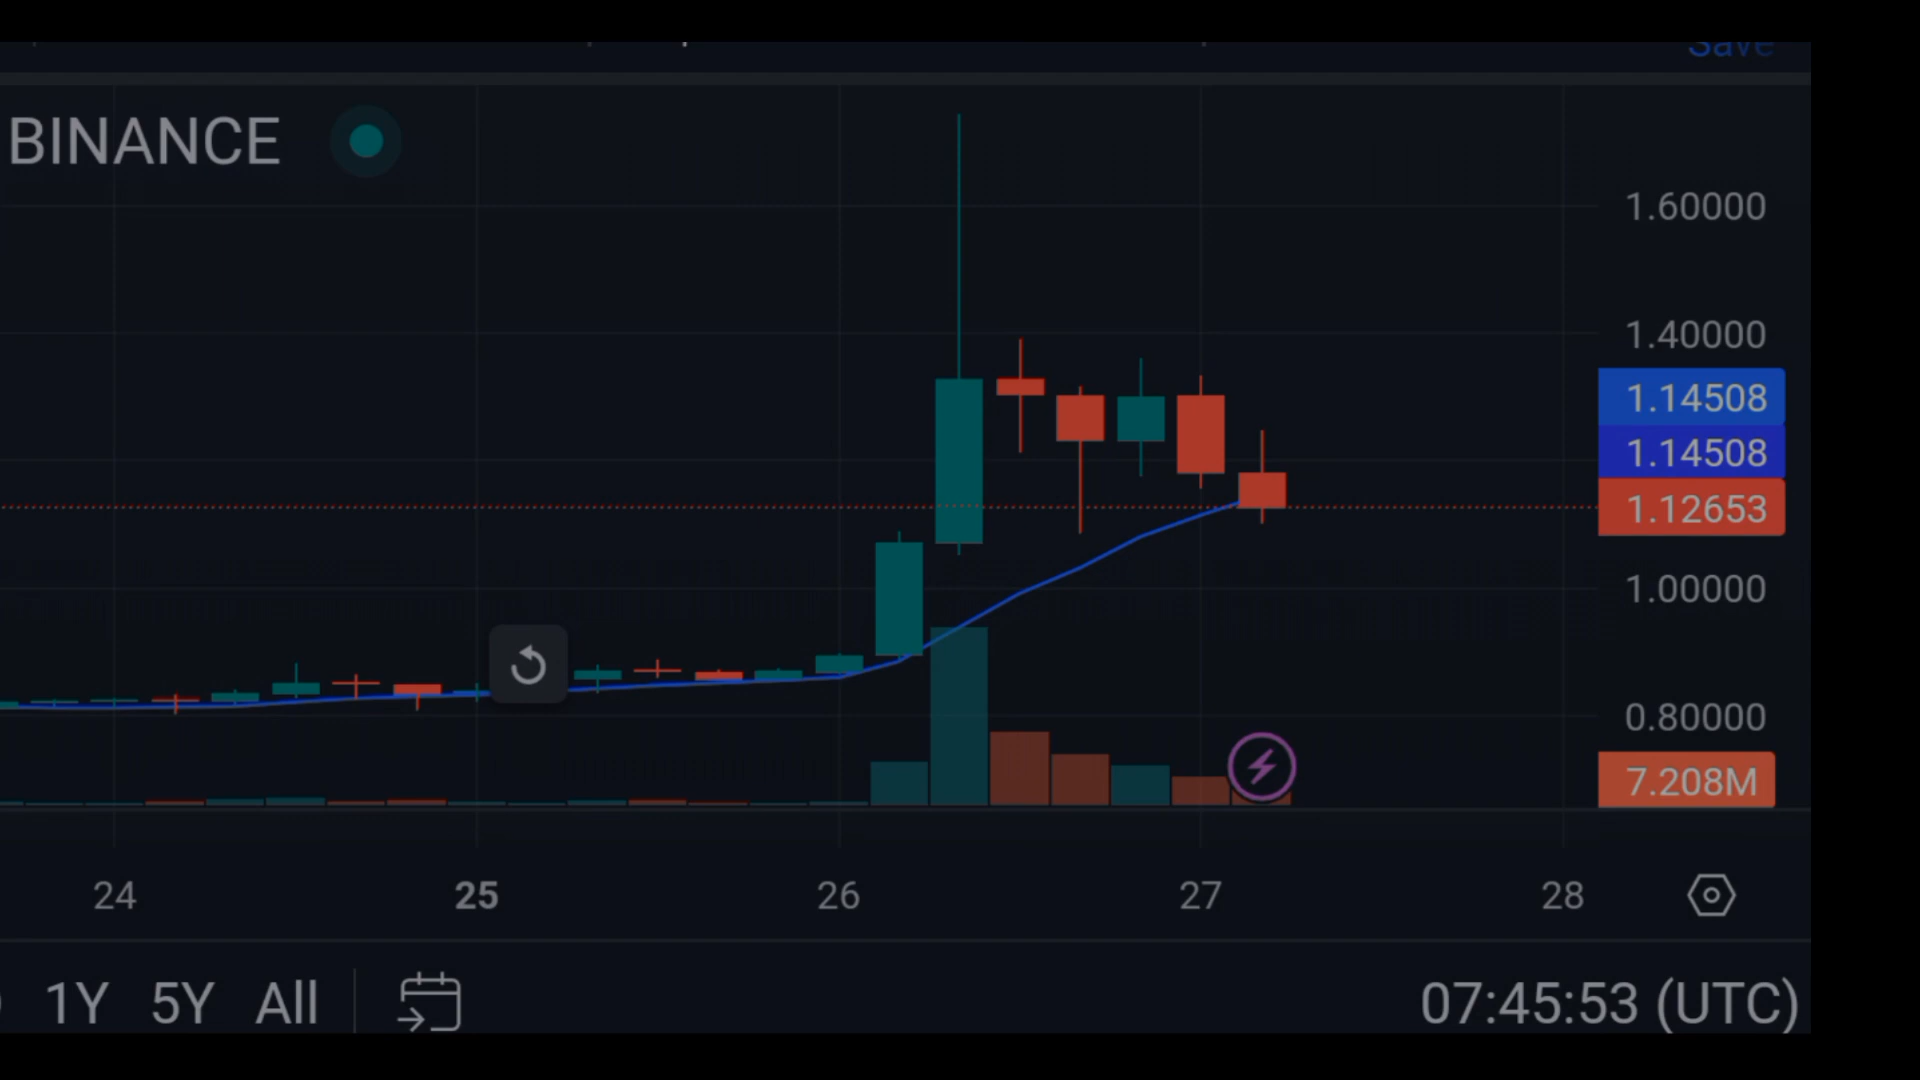 Save
BINANCE
1.60000
1.40000
1.14508
1.14508
1.12653
1.00000
0.80000
7.208M
24 25 26 27 28
1Y 5Y All 07:45:53 (UTC)